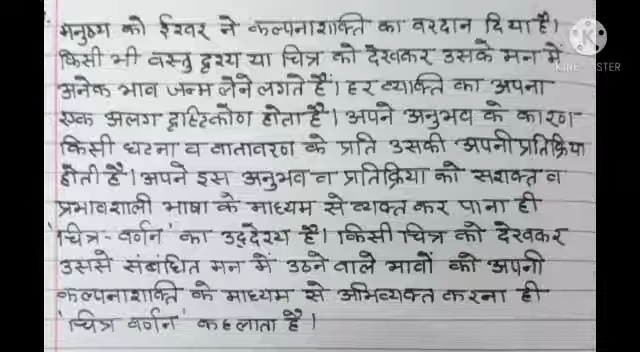 मनुष्य को ईश्वर ने कल्पनाशक्ति का वरदान दिया है।
किसी भी वस्तु दृश्य या चित्र को देखकर उसके मन में
अनेक भाव जन्म लेने लगते हैं। हर व्यक्ति का अपना
एक अलग दृष्टिकोण होता है। अपने अनुभव के कारण
किसी घटना व वातावरण के प्रति उसकी अपनी प्रतिक्रिया
होती है। अपने इस अनुभव व प्रतिक्रिया को सशक्त व
प्रभावशाली भाषा के माध्यम से व्यक्त कर पाना ही
'चित्र-वर्णन' का उद्देश्य है। किसी चित्र को देखकर
उससे संबंधित मन में उठने वाले भावों को अपनी
कल्पनाशक्ति के माध्यम से अभिव्यक्त करना ही
'चित्र वर्णन' कहलाता है।
KINEMASTER